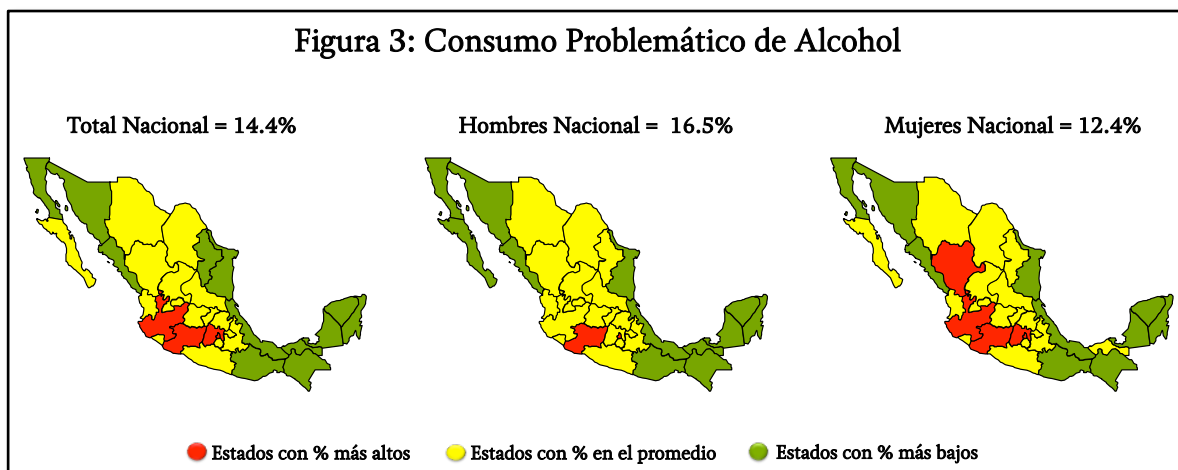 Figura 3: Consumo Problemático de Alcohol
Total Nacional = 14.4%
Hombres Nacional = 16.5%
Mujeres Nacional = 12.4%
Estados con % más altos
Estados con % en el promedio
Estados con % más bajos